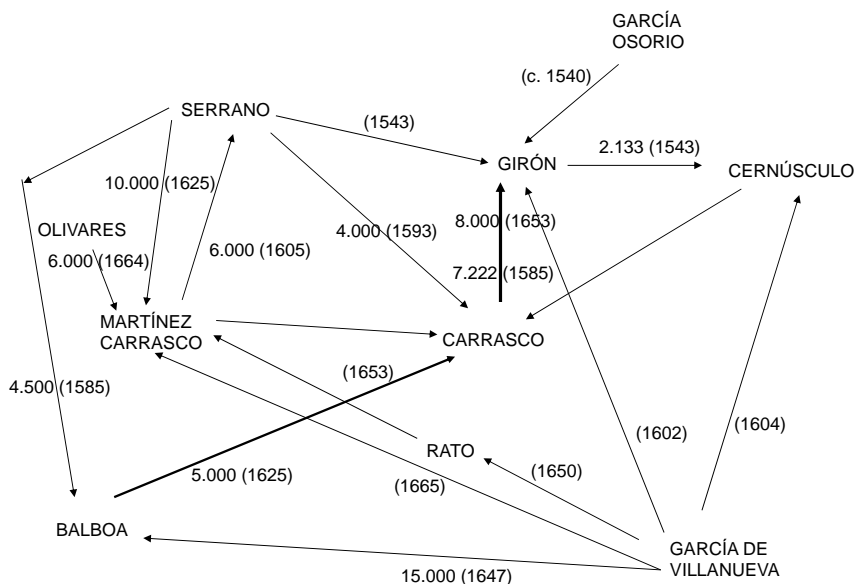 GARCÍA
OSORIO
(c. 1540)
SERRANO
(1543)
2.133 (1543)
GIRÓN
CERNÚSCULO
10.000 (1625)
8.000 (1653)
OLIVARES
4.000 (1593)
6.000 (1605)
6.000 (1664)
7.222 (1585)
MARTÍNEZ
CARRASCO
CARRASCO
(1653)
4.500 (1585)
(1604)
(1602)
RATO
5.000 (1625)
(1650)
(1665)
BALBOA
GARCÍA DE
VILLANUEVA
15.000 (1647)